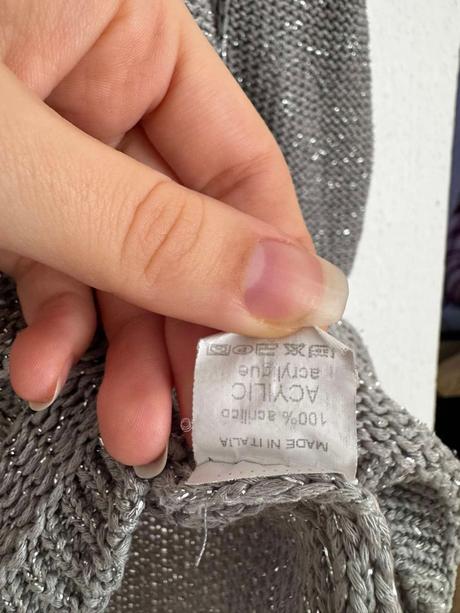 MADE IN ITALIA
100% acrilico
ACYLIC
acrylique